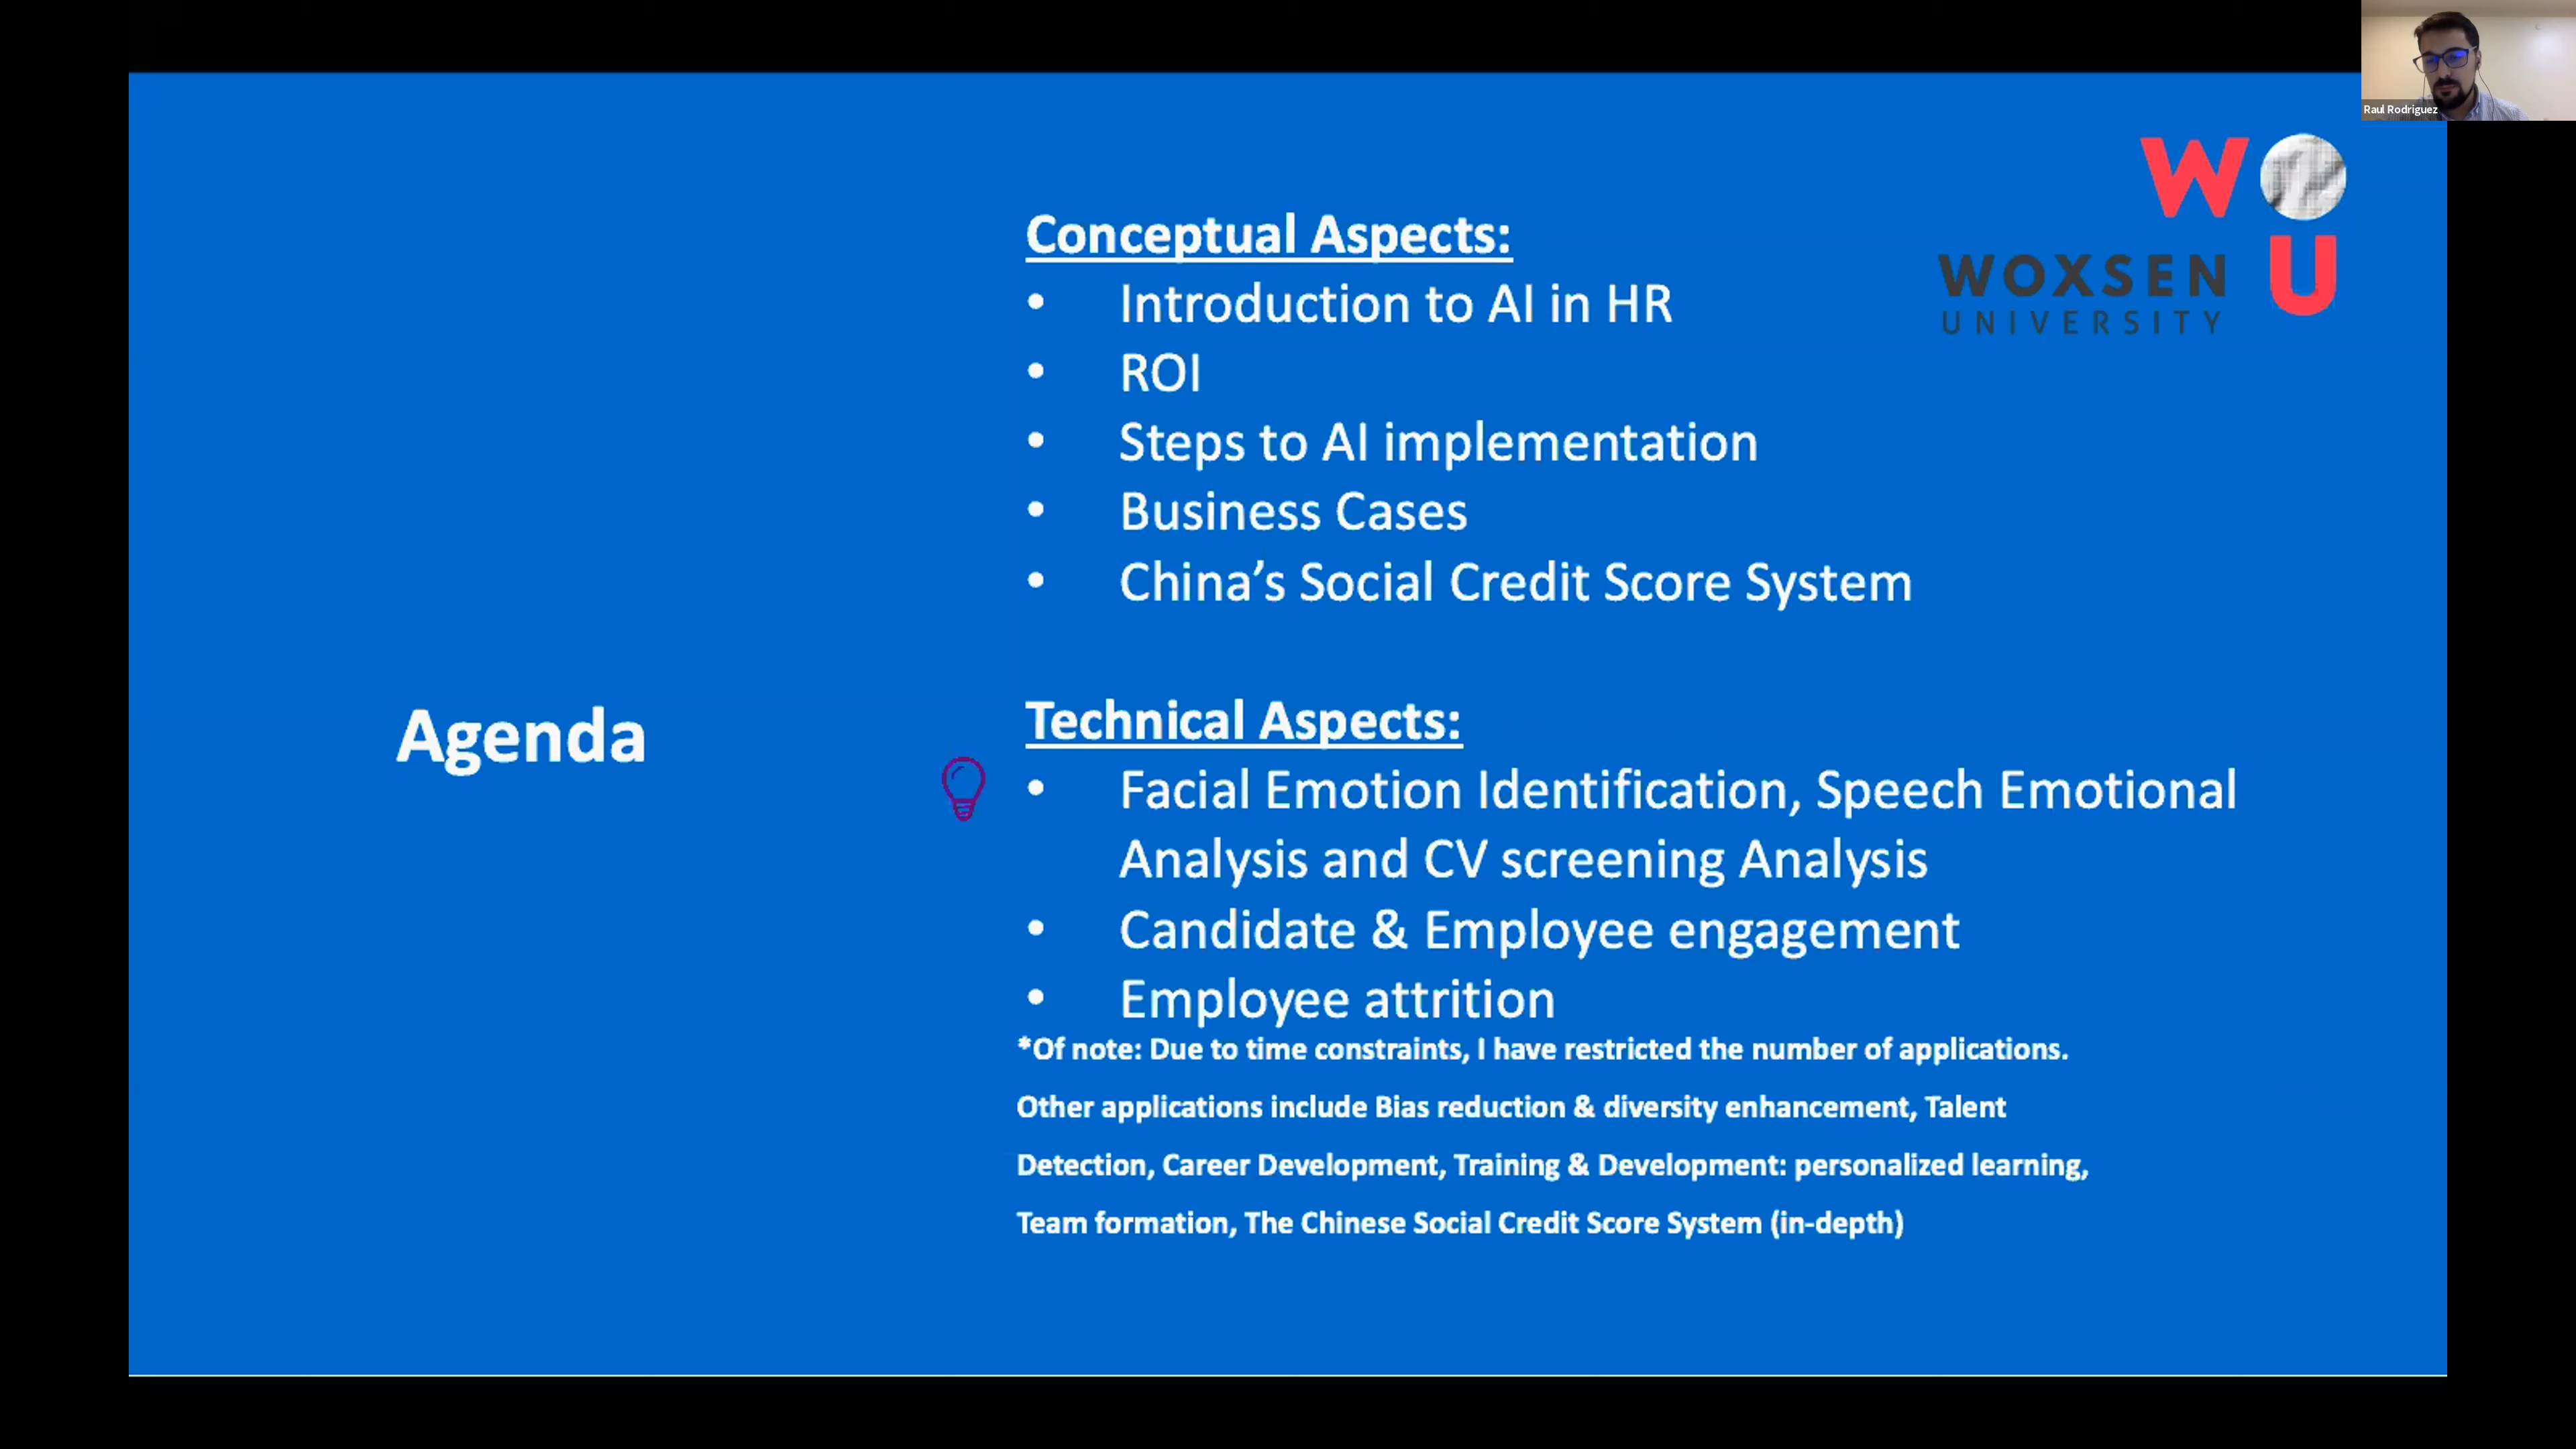 Raul Rodriguez
W
WOXSEN U
UNIVERSITY
Agenda
Conceptual Aspects:
• Introduction to AI in HR
• ROI
• Steps to AI implementation
• Business Cases
• China’s Social Credit Score System
Technical Aspects:
• Facial Emotion Identification, Speech Emotional
Analysis and CV screening Analysis
• Candidate & Employee engagement
• Employee attrition
*Of note: Due to time constraints, I have restricted the number of applications.
Other applications include Bias reduction & diversity enhancement, Talent
Detection, Career Development, Training & Development: personalized learning,
Team formation, The Chinese Social Credit Score System (in-depth)